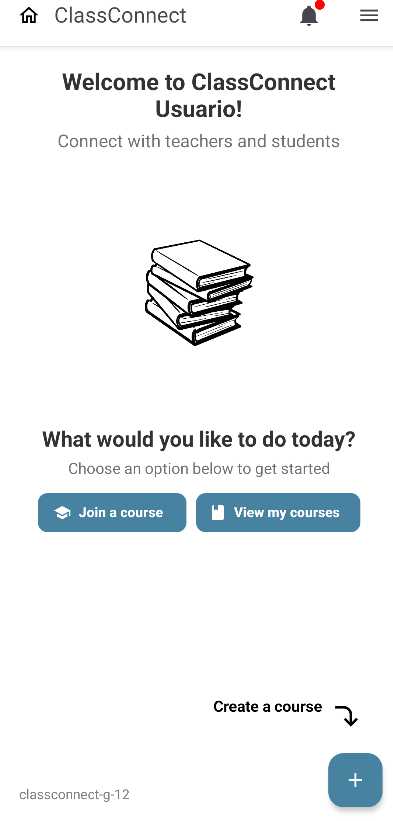 ClassConnect
Welcome to ClassConnect
Usuario!
Connect with teachers and students
What would you like to do today?
Choose an option below to get started
Join a course
View my courses
Create a course
+
classconnect-g-12